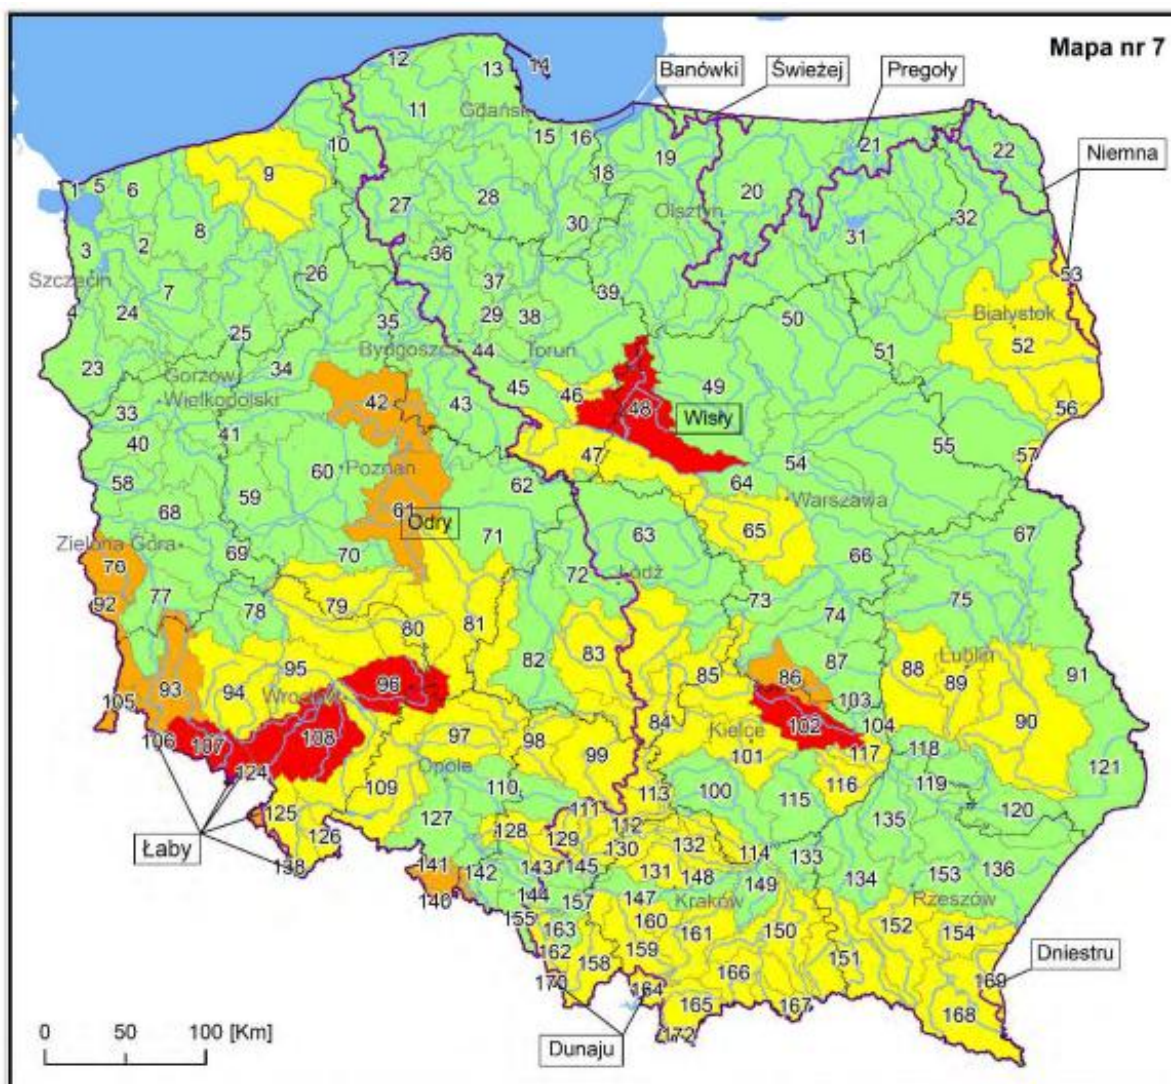 Mapa nr 7
12 13 14 Banówki Świeżej Pregoły
11 Gdańsk
10 15 16 19 21 22 Niemna
1 5 6 9 18 20
27 28 30 Olsztyn 32
3 2 8 36 31
Szczecin 26 37 39 53
7 Białystok
4 24 25 35 29 38 50 52
Bydgoszcz 44 Toruń 51
23 34 45 46 49 56
Gorzów Wielkopolski 42 43 48 Wisły
33 40 41 47 54 55 57
60 Poznań 62 64 Warszawa
58 59 61 Odry 63 65 67
68 71 66
Zielona Góra 69 70 72 Łódź
76 77 78 79 73 74 75
92 80 81 82 83 85 86 87 88 Lublin 89 91
93 94 95 96 103 90
105 Wrocław 84 Kielce 102 104
106 107 108 97 98 99 101 117 118 121
124 109 Opole 110 113 100 115 116 119 120
125 127 111 112 135
Łaby 126 128 129 130 132 114 133
138 141 142 143 145 131 148 149 134 153 136
140 144 157 147 Kraków Rzeszów
155 163 160 161 150 152 154
162 158 159 151 Dniestru
170 164 166 169
165 167 168
172
0 50 100 [Km]
Dunaju